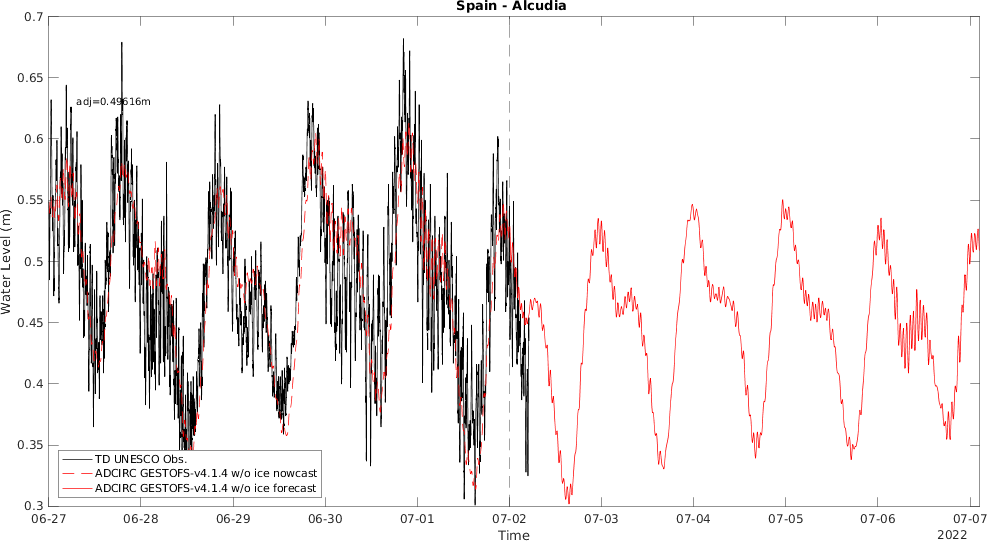 Spain - Alcudia
0.7
0.65
adj=0.49616m
0.6
0.55
0.5
0.45
0.4
0.35
0.3
Water Level (m)
TD UNESCO Obs.
ADCIRC GESTOFS-v4.1.4 w/o ice nowcast
ADCIRC GESTOFS-v4.1.4 w/o ice forecast
06-27 06-28 06-29 06-30 07-01 07-02 07-03 07-04 07-05 07-06 07-07
Time
2022